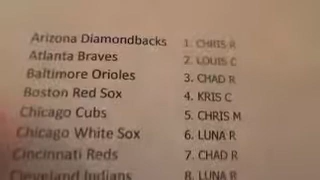 Arizona Diamondbacks 1. CHRIS R
Atlanta Braves 2. LOUIS C
Baltimore Orioles 3. CHAD R
Boston Red Sox 4. KRIS C
Chicago Cubs 5. CHRIS M
Chicago White Sox 6. LUNA R
Cincinnati Reds 7. CHAD R
Cleveland Indians 8. LUNA R